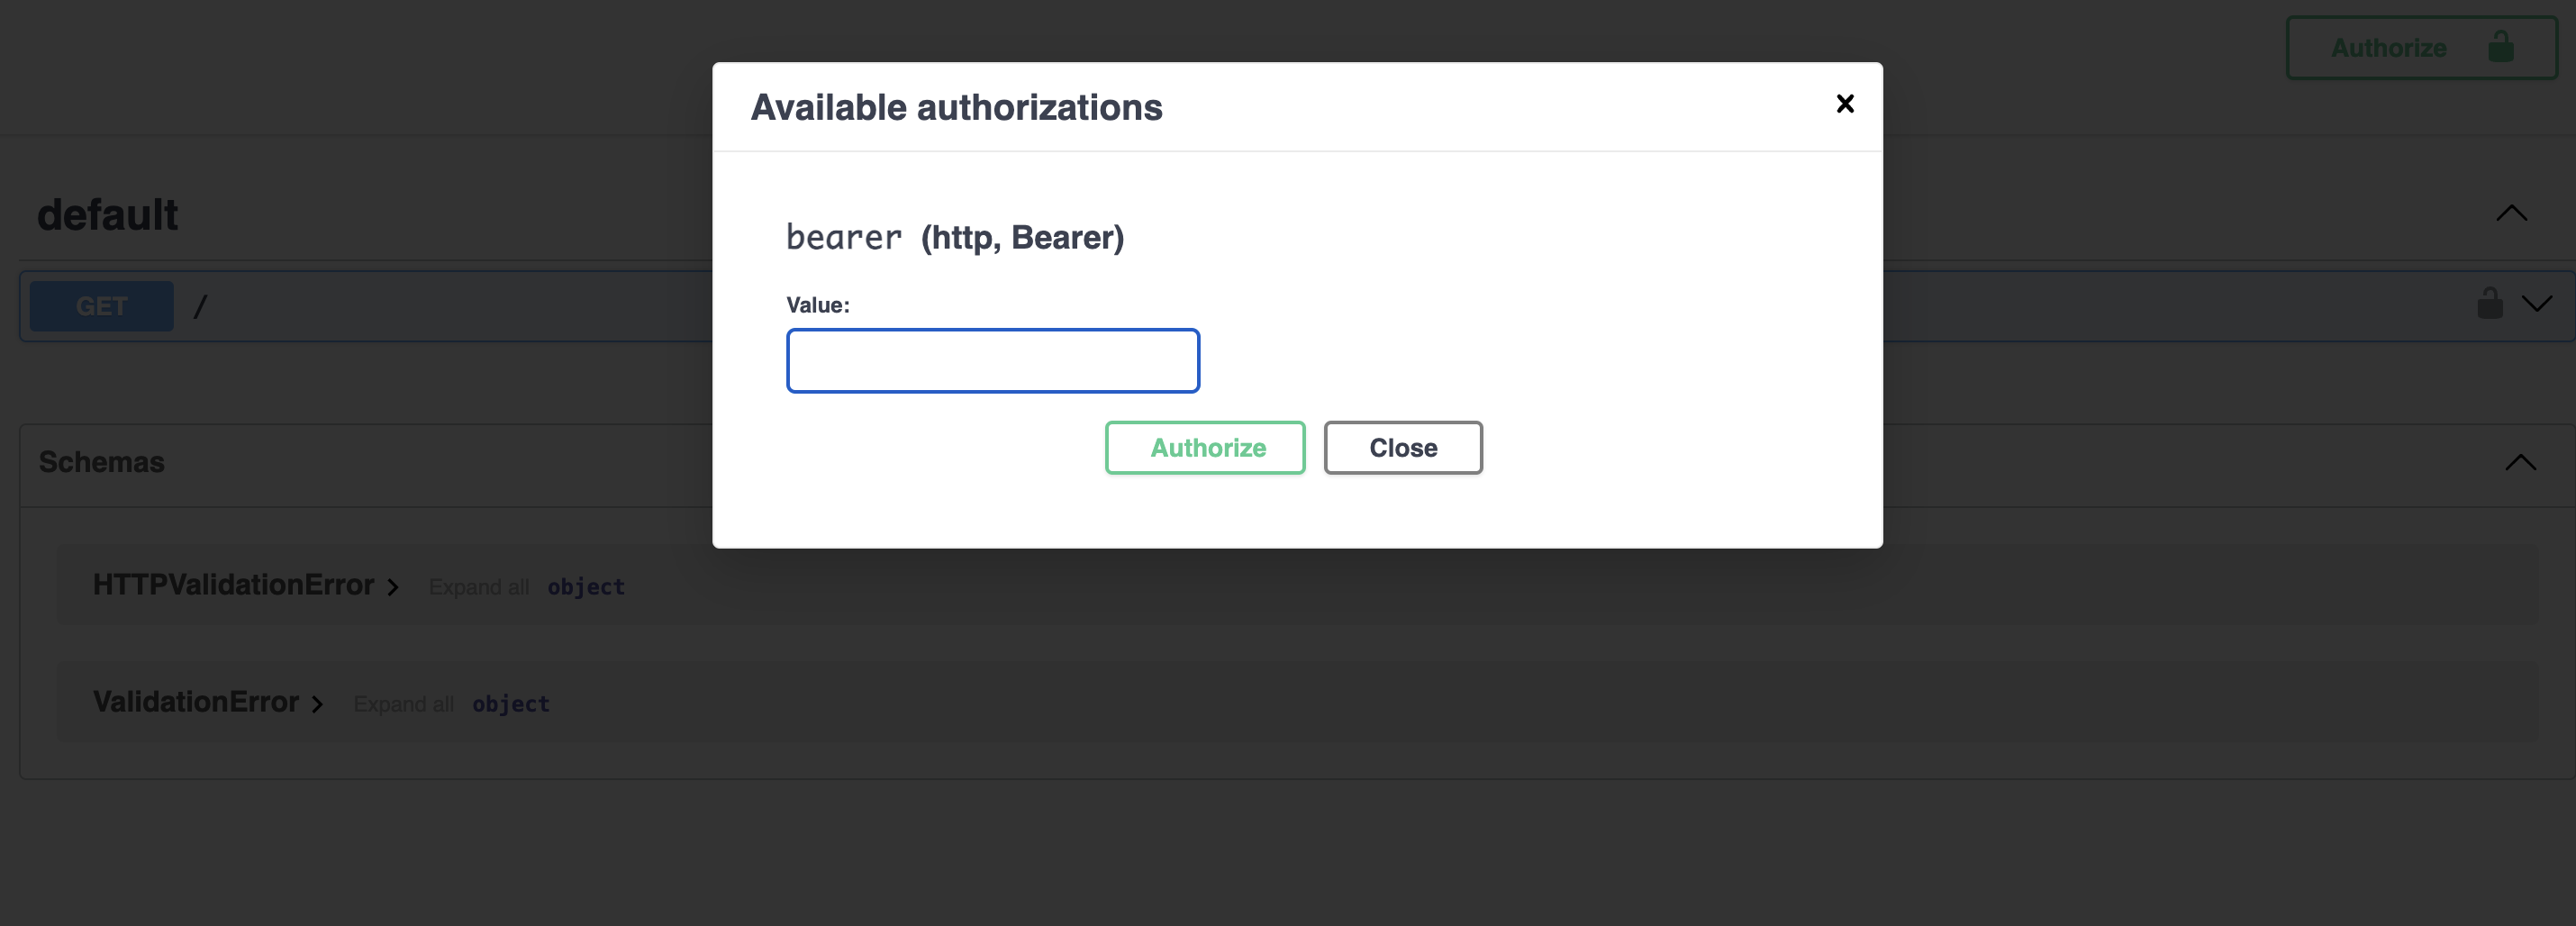 Authorize
Available authorizations
default
bearer (http, Bearer)
GET /
Value:
Authorize Close
Schemas
HTTPValidationError Expand all object
ValidationError Expand all object